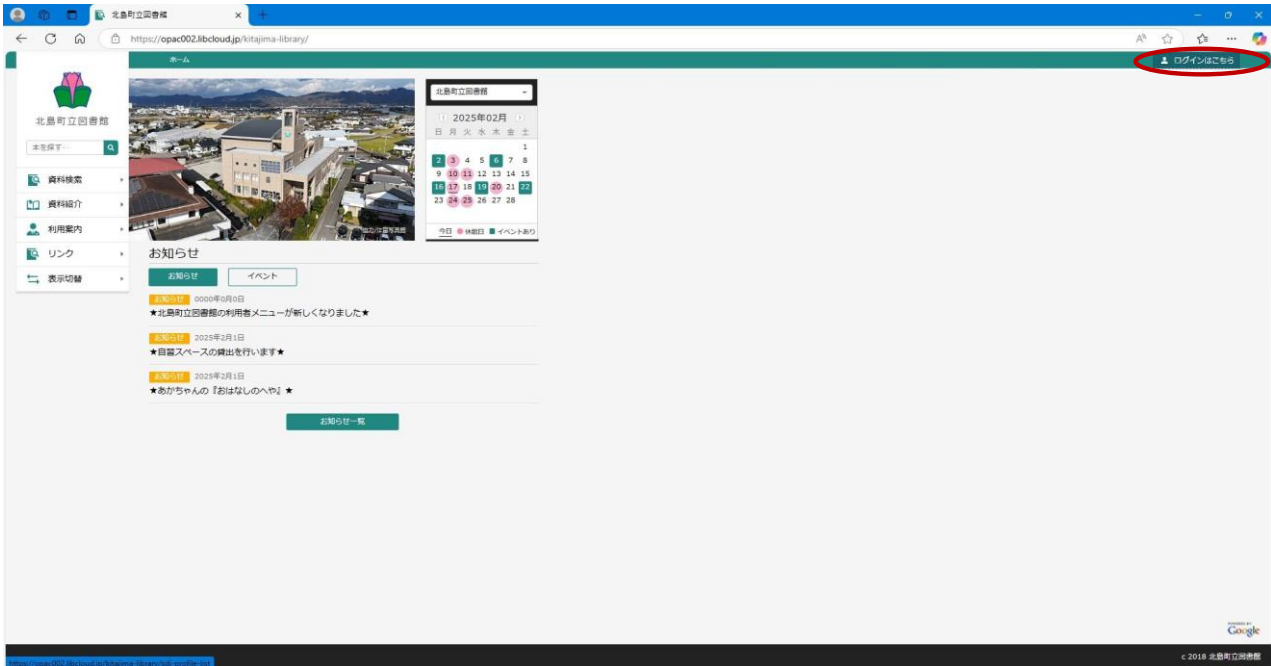 北島町立図書館
https://opac002.libcloud.jp/kitajima-library/
ホーム
ログインはこちら
北島町立図書館
本を探す…
資料検索
資料紹介
利用案内
リンク
表示切替
北島町立図書館
2025年02月
日 月 火 水 木 金 土
1
2 3 4 5 6 7 8
9 10 11 12 13 14 15
16 17 18 19 20 21 22
23 24 25 26 27 28
今日 休館日 イベントあり
お知らせ
お知らせ イベント
お知らせ 0000年0月0日
★北島町立図書館の利用者メニューが新しくなりました★
お知らせ 2025年2月1日
★自習スペースの貸出を行います★
お知らせ 2025年2月1日
★あかちゃんの『おはなしのへや』★
お知らせ一覧
Google
c 2018 北島町立図書館